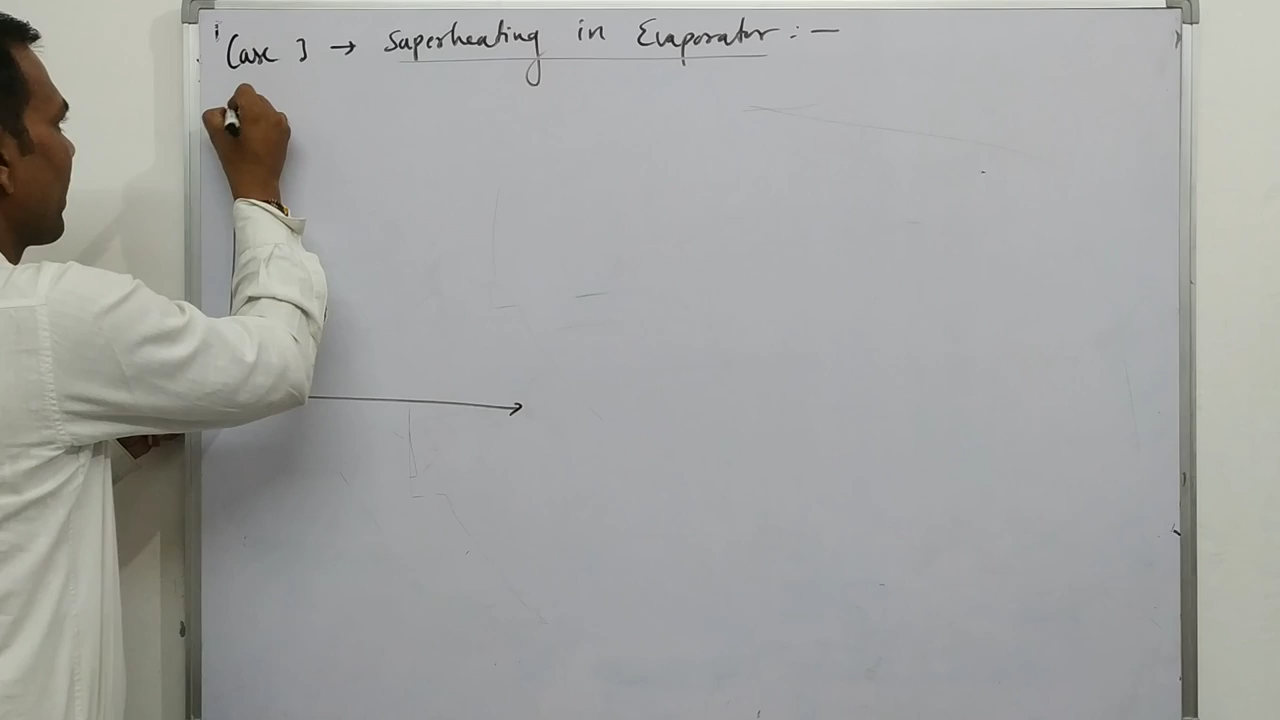 Case I → Superheating in Evaporator :-